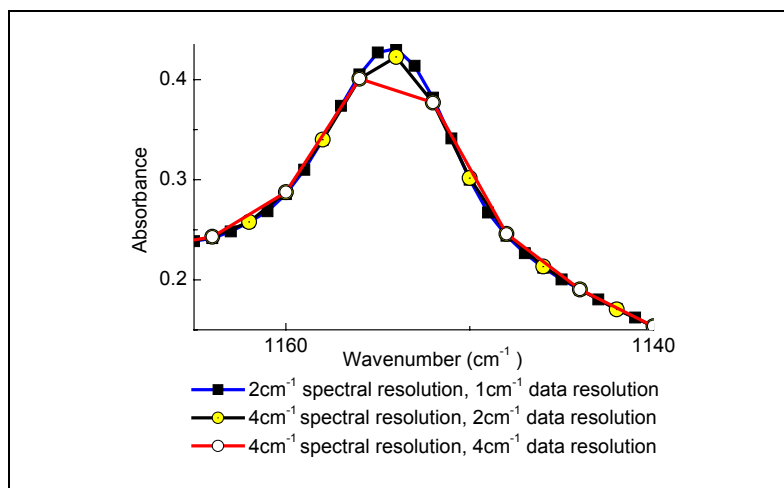 0.4
0.3
0.2
Absorbance
1160
1140
Wavenumber (cm⁻¹ )
2cm⁻¹ spectral resolution, 1cm⁻¹ data resolution
4cm⁻¹ spectral resolution, 2cm⁻¹ data resolution
4cm⁻¹ spectral resolution, 4cm⁻¹ data resolution